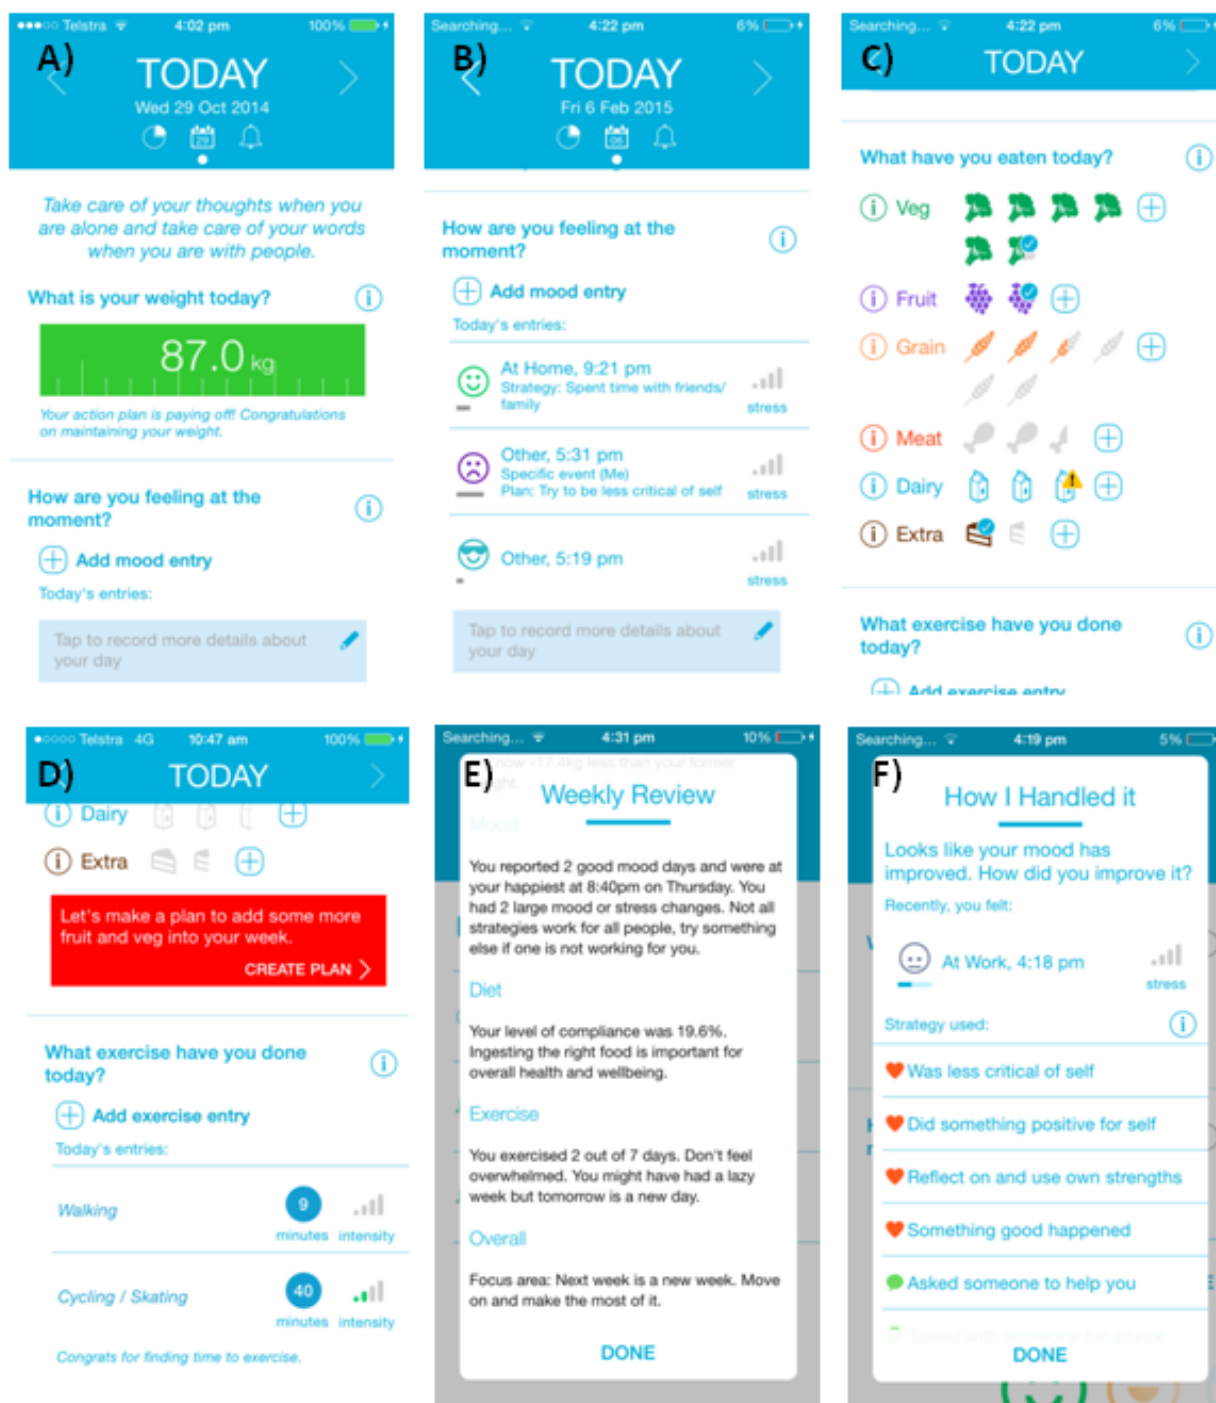 Telstra 4:02 pm 100%
A)
TODAY
Wed 29 Oct 2014
29
Take care of your thoughts when you
are alone and take care of your words
when you are with people.
What is your weight today?
87.0 kg
Your action plan is paying off! Congratulations
on maintaining your weight.
How are you feeling at the
moment?
Add mood entry
Today's entries:
Tap to record more details about
your day
Searching... 4:22 pm 6%
B)
TODAY
Fri 6 Feb 2015
06
How are you feeling at the
moment?
Add mood entry
Today's entries:
At Home, 9:21 pm
Strategy: Spent time with friends/
family
stress
Other, 5:31 pm
Specific event (Me)
Plan: Try to be less critical of self
stress
Other, 5:19 pm
stress
Tap to record more details about
your day
Searching... 4:22 pm 6%
C)
TODAY
What have you eaten today?
Veg
Fruit
Grain
Meat
Dairy
Extra
What exercise have you done
today?
Add exercise entry
Telstra 4G 10:47 am 100%
D)
TODAY
Dairy
Extra
Let's make a plan to add some more
fruit and veg into your week.
CREATE PLAN
What exercise have you done
today?
Add exercise entry
Today's entries:
Walking
9
minutes intensity
Cycling / Skating
40
minutes intensity
Congrats for finding time to exercise.
Searching... 4:31 pm 10%
now -17.4kg less than your former
E)
Weekly Review
Mood
You reported 2 good mood days and were at
your happiest at 8:40pm on Thursday. You
had 2 large mood or stress changes. Not all
strategies work for all people, try something
else if one is not working for you.
Diet
Your level of compliance was 19.6%.
Ingesting the right food is important for
overall health and wellbeing.
Exercise
You exercised 2 out of 7 days. Don't feel
overwhelmed. You might have had a lazy
week but tomorrow is a new day.
Overall
Focus area: Next week is a new week. Move
on and make the most of it.
DONE
Searching... 4:19 pm 5%
F)
How I Handled it
Looks like your mood has
improved. How did you improve it?
Recently, you felt:
At Work, 4:18 pm
stress
Strategy used:
Was less critical of self
Did something positive for self
Reflect on and use own strengths
Something good happened
Asked someone to help you
Talked with someone for advice
DONE